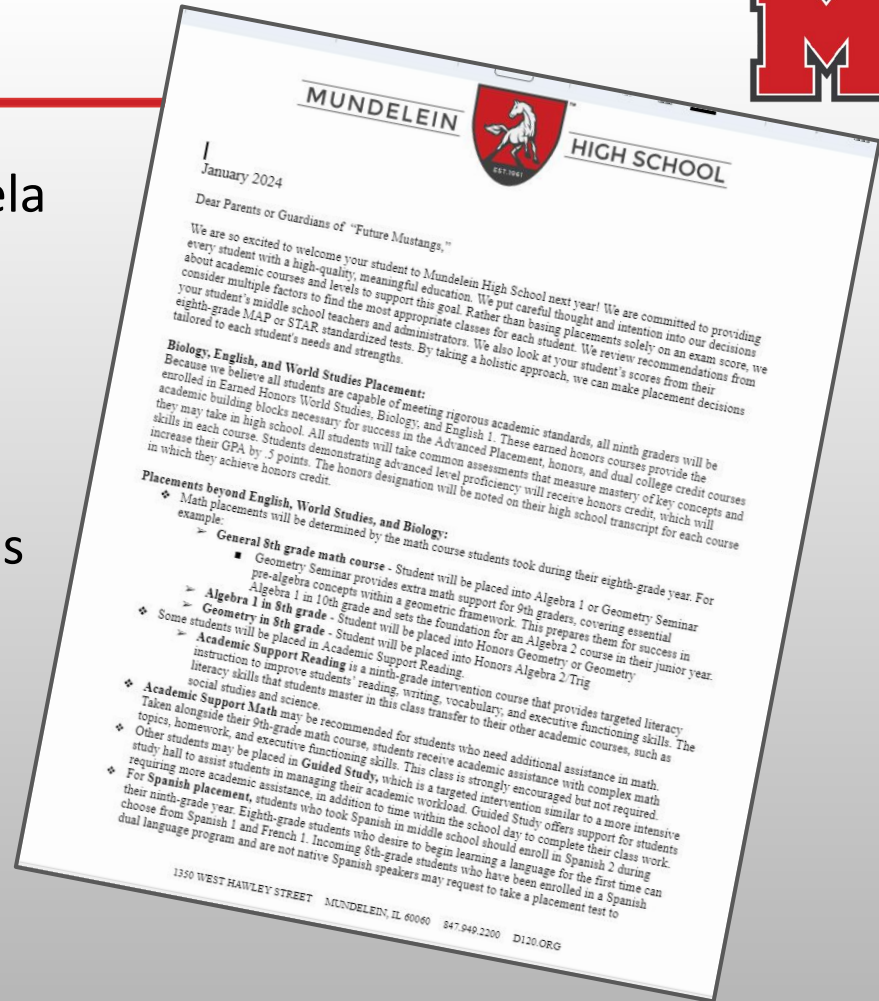 M
ela
s
MUNDELEIN HIGH SCHOOL
EST.1961
January 2024
Dear Parents or Guardians of "Future Mustangs,"
We are so excited to welcome your student to Mundelein High School next year! We are committed to providing
every student with a high-quality, meaningful education. We put careful thought and intention into our decisions
about academic courses and levels to support this goal. Rather than basing placements solely on an exam score, we
consider multiple factors to find the most appropriate classes for each student. We review recommendations from
your student's middle school teachers and administrators. We also look at your student's scores from their
eighth-grade MAP or STAR standardized tests. By taking a holistic approach, we can make placement decisions
tailored to each student's needs and strengths.
Biology, English, and World Studies Placement:
Because we believe all students are capable of meeting rigorous academic standards, all ninth graders will be
enrolled in Earned Honors World Studies, Biology, and English 1. These earned honors courses provide the
academic building blocks necessary for success in the Advanced Placement, honors, and dual college credit courses
they may take in high school. All students will take common assessments that measure mastery of key concepts and
skills in each course. Students demonstrating advanced level proficiency will receive honors credit, which will
increase their GPA by .5 points. The honors designation will be noted on their high school transcript for each course
in which they achieve honors credit.
Placements beyond English, World Studies, and Biology:
❖ Math placements will be determined by the math course students took during their eighth-grade year. For
example:
➢ General 8th grade math course - Student will be placed into Algebra 1 or Geometry Seminar
■ Geometry Seminar provides extra math support for 9th graders, covering essential
pre-algebra concepts within a geometric framework. This prepares them for success in
Algebra 1 in 10th grade and sets the foundation for an Algebra 2 course in their junior year.
➢ Algebra 1 in 8th grade - Student will be placed into Honors Geometry or Geometry
➢ Geometry in 8th grade - Student will be placed into Honors Algebra 2/Trig
❖ Some students will be placed in Academic Support Reading.
➢ Academic Support Reading is a ninth-grade intervention course that provides targeted literacy
instruction to improve students' reading, writing, vocabulary, and executive functioning skills. The
literacy skills that students master in this class transfer to their other academic courses, such as
social studies and science.
❖ Academic Support Math may be recommended for students who need additional assistance in math.
Taken alongside their 9th-grade math course, students receive academic assistance with complex math
topics, homework, and executive functioning skills. This class is strongly encouraged but not required.
❖ Other students may be placed in Guided Study, which is a targeted intervention similar to a more intensive
study hall to assist students in managing their academic workload. Guided Study offers support for students
requiring more academic assistance, in addition to time within the school day to complete their class work.
❖ For Spanish placement, students who took Spanish in middle school should enroll in Spanish 2 during
their ninth-grade year. Eighth-grade students who desire to begin learning a language for the first time can
choose from Spanish 1 and French 1. Incoming 8th-grade students who have been enrolled in a Spanish
dual language program and are not native Spanish speakers may request to take a placement test to
1350 WEST HAWLEY STREET MUNDELEIN, IL 60060 847.949.2200 D120.ORG